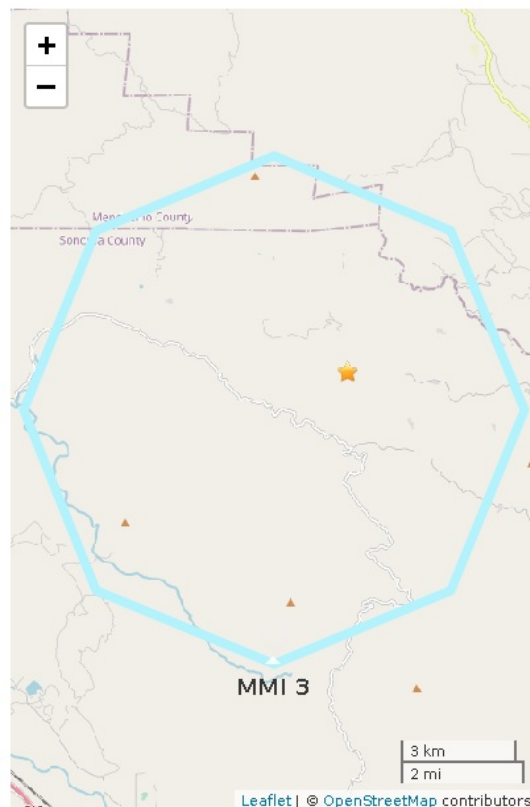 +
−
Mendocino County
Sonoma County
MMI 3
3 km
2 mi
Leaflet | © OpenStreetMap contributors